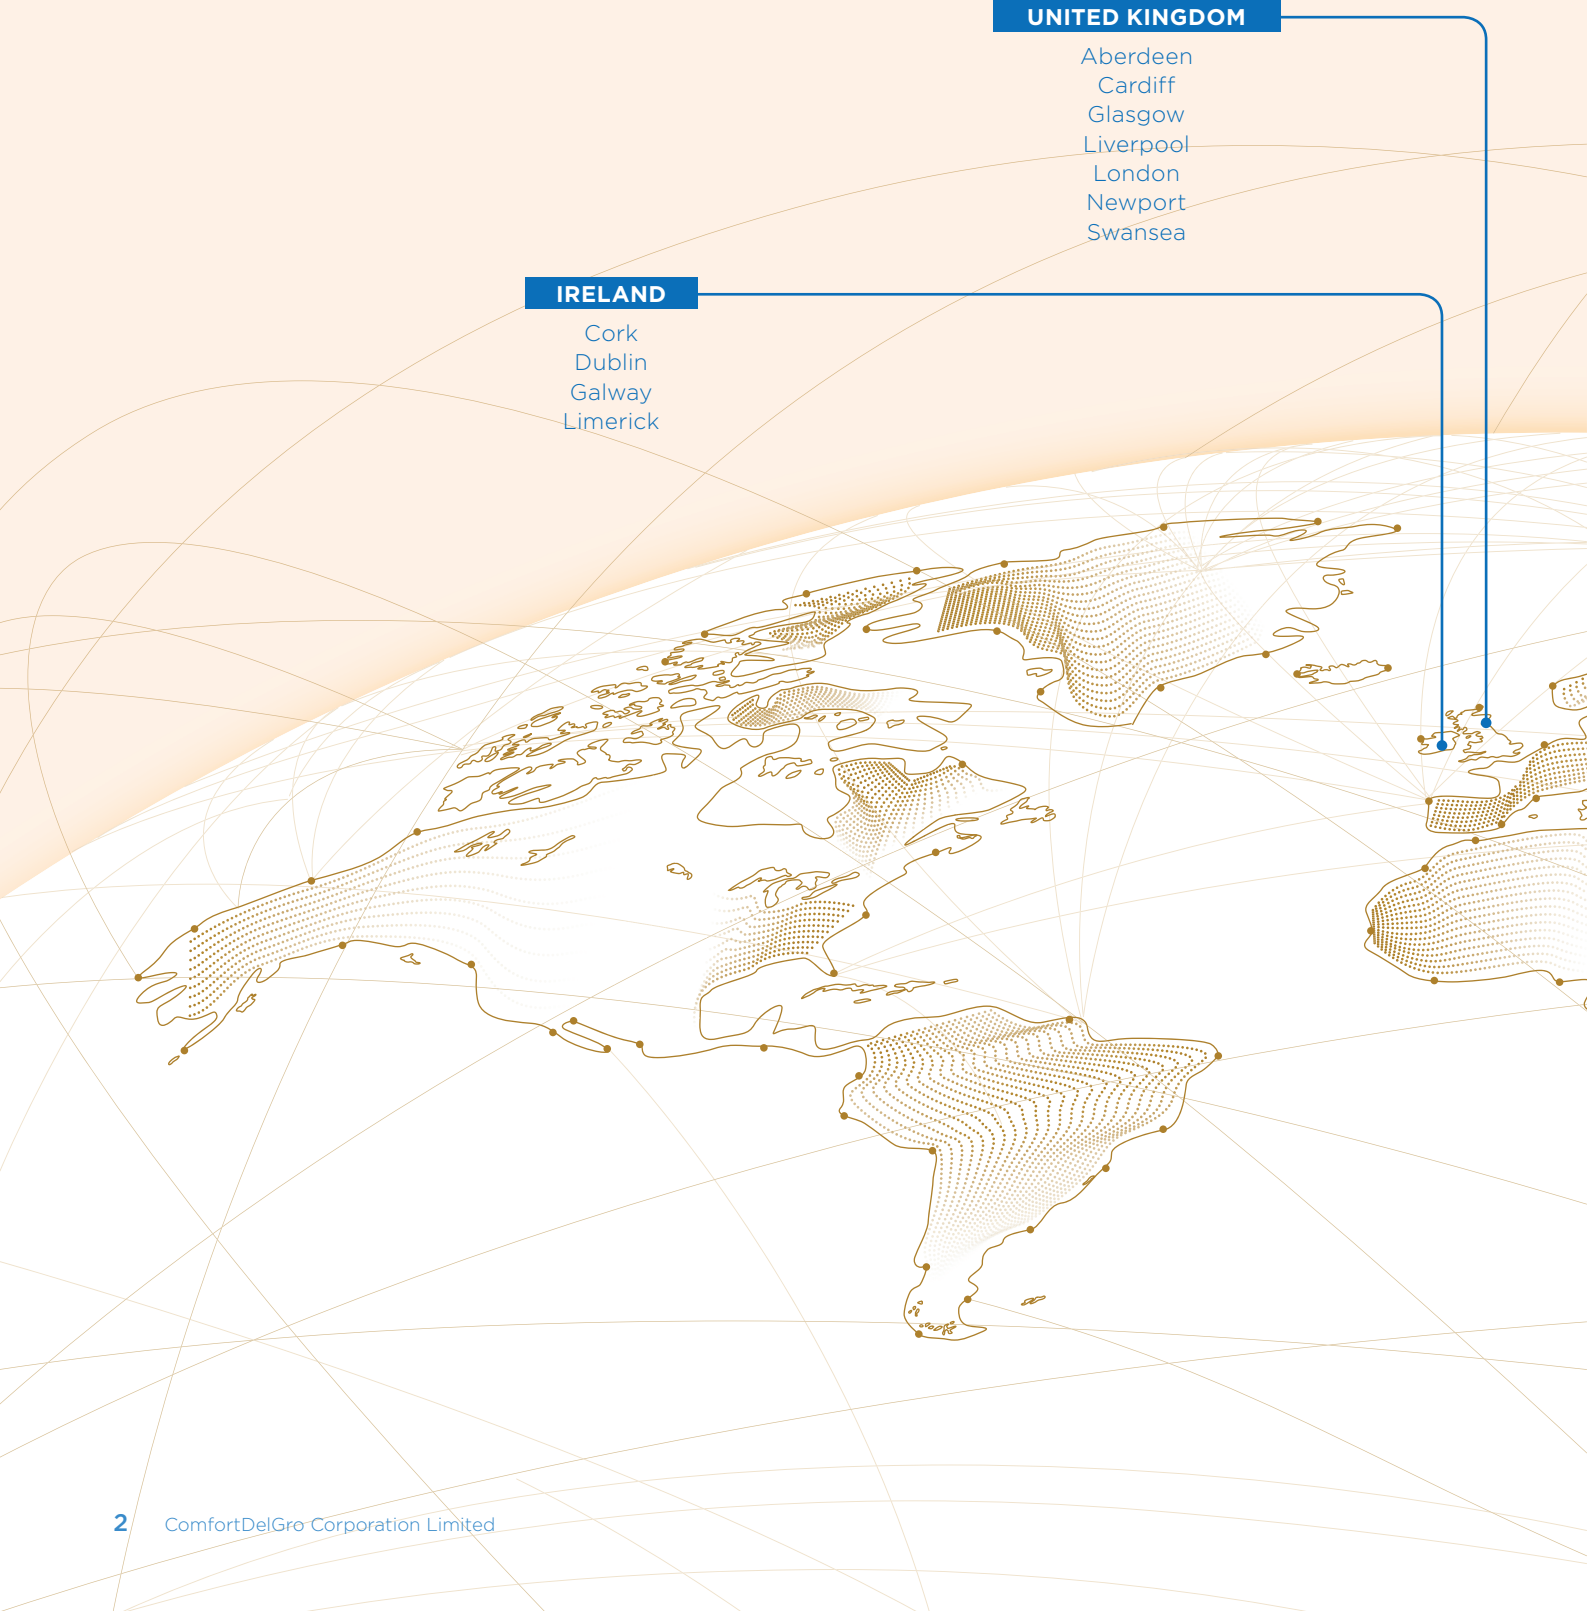 UNITED KINGDOM
Aberdeen
Cardiff
Glasgow
Liverpool
London
Newport
Swansea
IRELAND
Cork
Dublin
Galway
Limerick
2 ComfortDelGro Corporation Limited